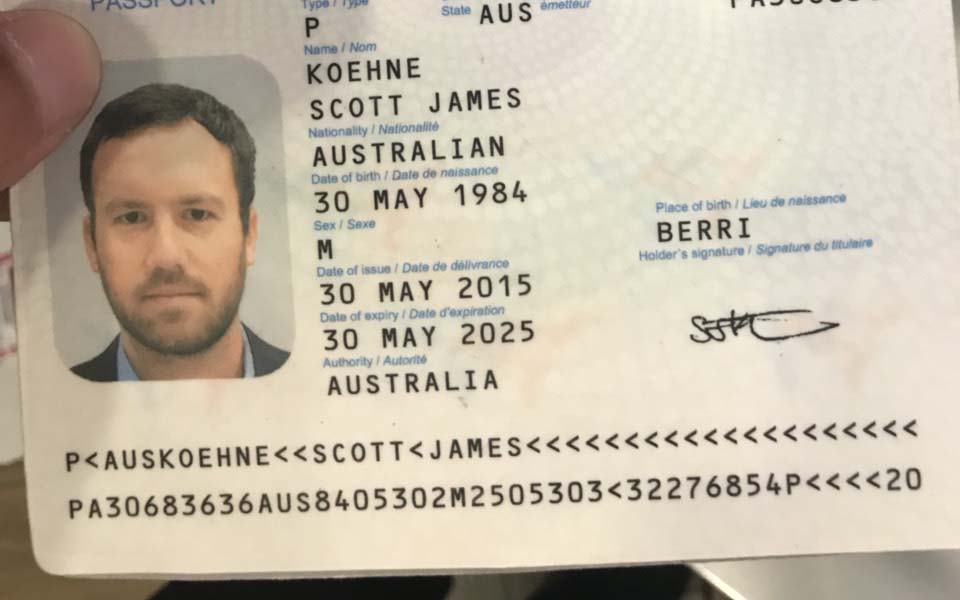 PASSPORT
Type / Type
P
State AUS émetteur
Name / Nom
KOEHNE
SCOTT JAMES
Nationality / Nationalité
AUSTRALIAN
Date of birth / Date de naissance
30 MAY 1984
Sex / Sexe
M
Place of birth / Lieu de naissance
BERRI
Date of issue / Date de délivrance
30 MAY 2015
Holder's signature / Signature du titulaire
Date of expiry / Date d'expiration
30 MAY 2025
Authority / Autorité
AUSTRALIA
P<AUSKOEHNE<<SCOTT<JAMES<<<<<<<<<<<<<<<<<<<<
PA30683636AUS8405302M2505303<32276854P<<<<20